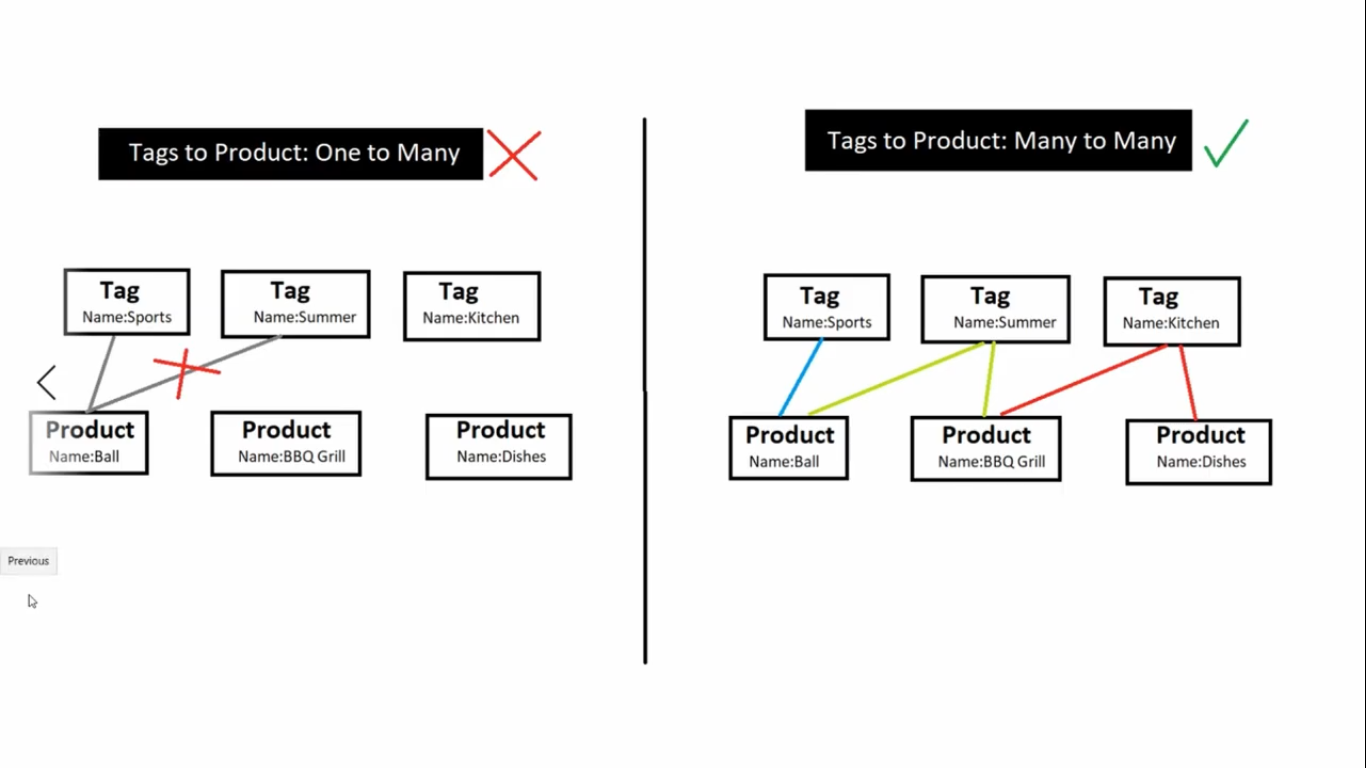 Tags to Product: One to Many
Tag
Name:Sports
Tag
Name:Summer
Tag
Name:Kitchen
Product
Name:Ball
Product
Name:BBQ Grill
Product
Name:Dishes
Previous
Tags to Product: Many to Many
Tag
Name:Sports
Tag
Name:Summer
Tag
Name:Kitchen
Product
Name:Ball
Product
Name:BBQ Grill
Product
Name:Dishes